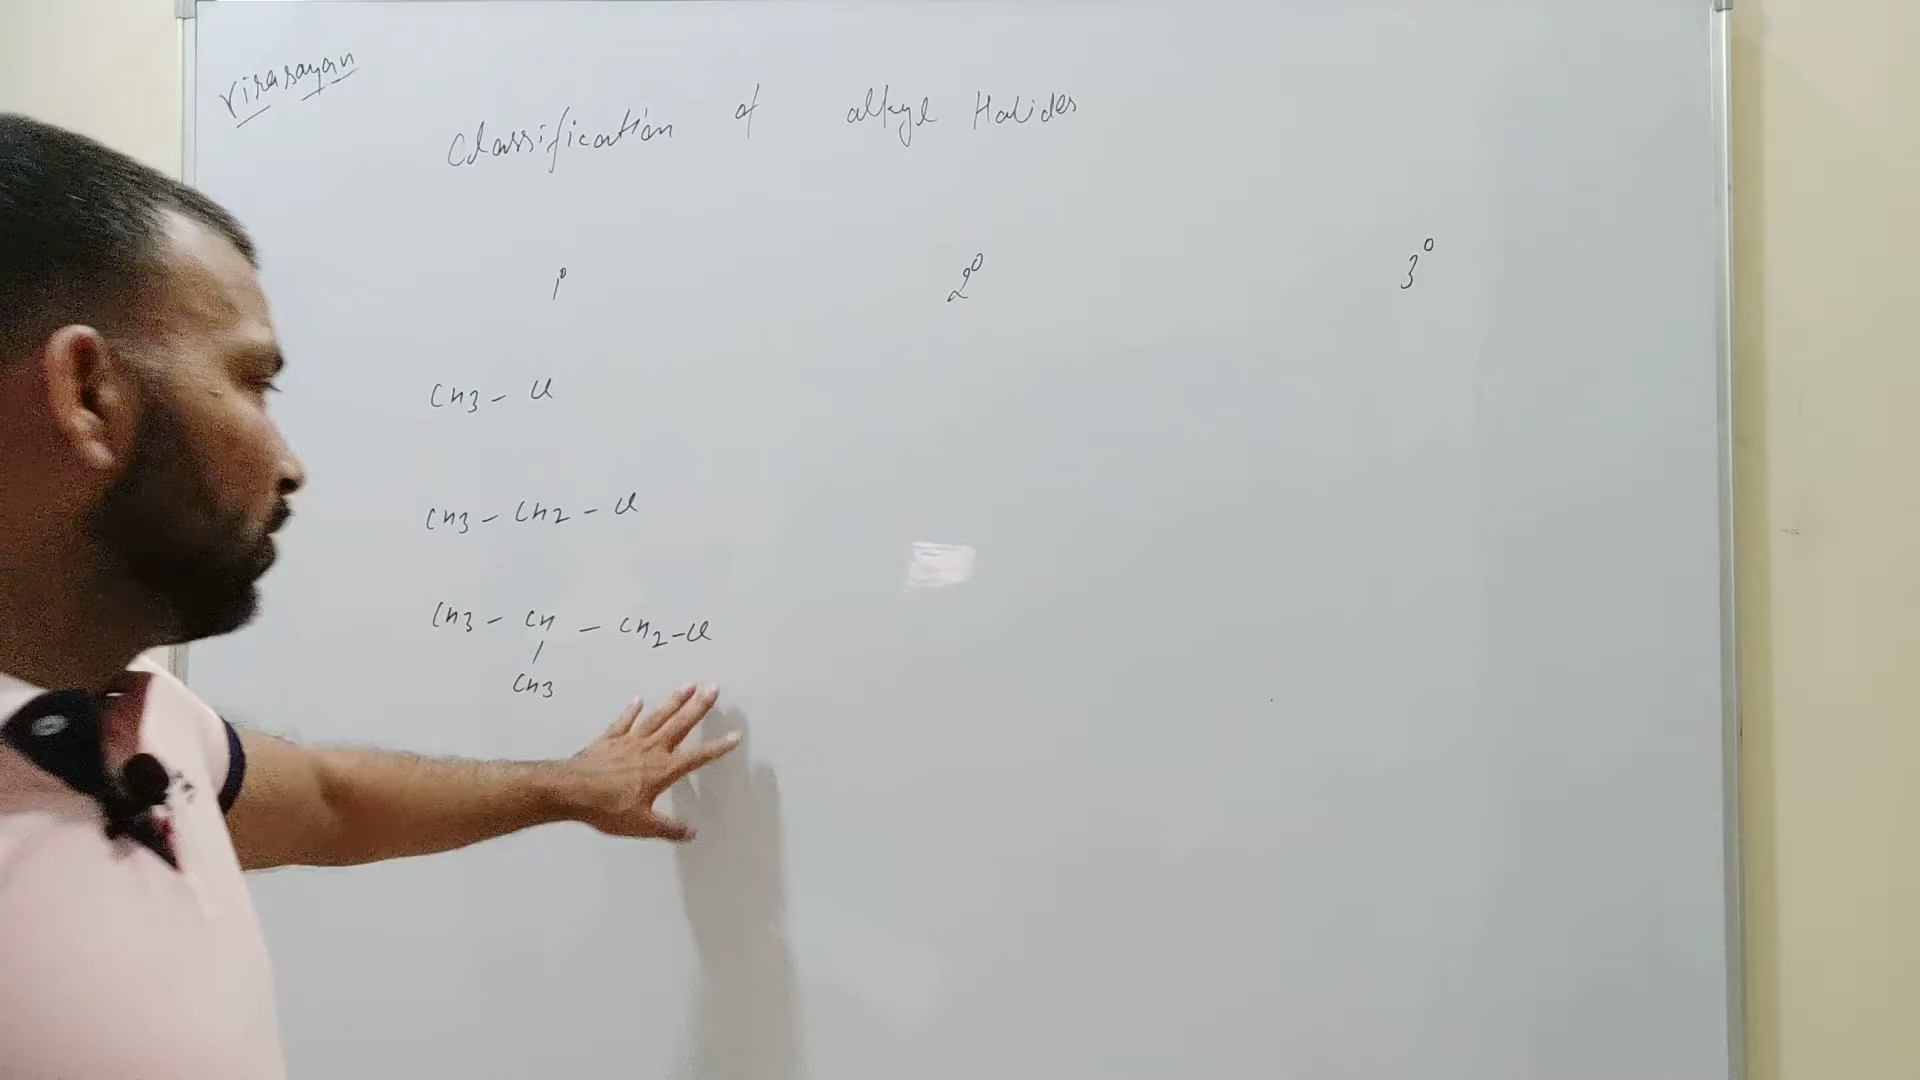 Virasayan
Classification of alkyl Halides
1° 2° 3°
CH3 - Cl
CH3 - CH2 - Cl
CH3 - CH - CH2 - Cl
/
CH3